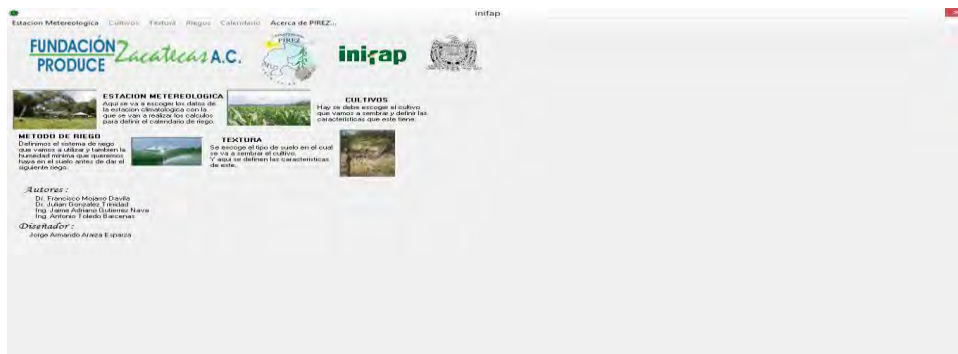 inifap
Estacion Metereologica Cultivos Textura Riegos Calendario Acerca de PIREZ...
FUNDACIÓN
PRODUCE
Zacatecas A.C.
PIREZ
inifap
ESTACION METEREOLOGICA
Aqui se va a escoger los datos de
la estacion climatologica con la
que se van a realizar los calculos
para definir el calendario de riego.
CULTIVOS
Hay se debe escoger el cultivo
que vamos a sembrar y definir las
caracteristicas que este tiene.
METODO DE RIEGO
Definimos el sistema de riego
que vamos a utilizar y tambien la
humedad minima que queremos
haya en el suelo antes de dar el
siguiente riego.
TEXTURA
Se escoge el tipo de suelo en el cual
se va a sembrar el cultivo.
Y aqui se definen las caracteristicas
de este.
Autores :
Dr. Francisco Mojarro Davila
Dr. Julian Gonzalez Trinidad
Ing. Jaime Adriano Gutierrez Nava
Ing. Antonio Toledo Barcenas
Diseñador :
Jorge Armando Araiza Esparza